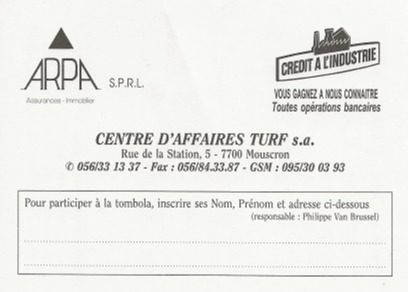 ARPA S.P.R.L.
Assurances - Immobilier
CREDIT A L'INDUSTRIE
VOUS GAGNEZ A NOUS CONNAITRE
Toutes opérations bancaires
CENTRE D'AFFAIRES TURF s.a.
Rue de la Station, 5 - 7700 Mouscron
✆ 056/33 13 37 - Fax : 056/84.33.87 - GSM : 095/30 03 93
Pour participer à la tombola, inscrire ses Nom, Prénom et adresse ci-dessous
(responsable : Philippe Van Brussel)